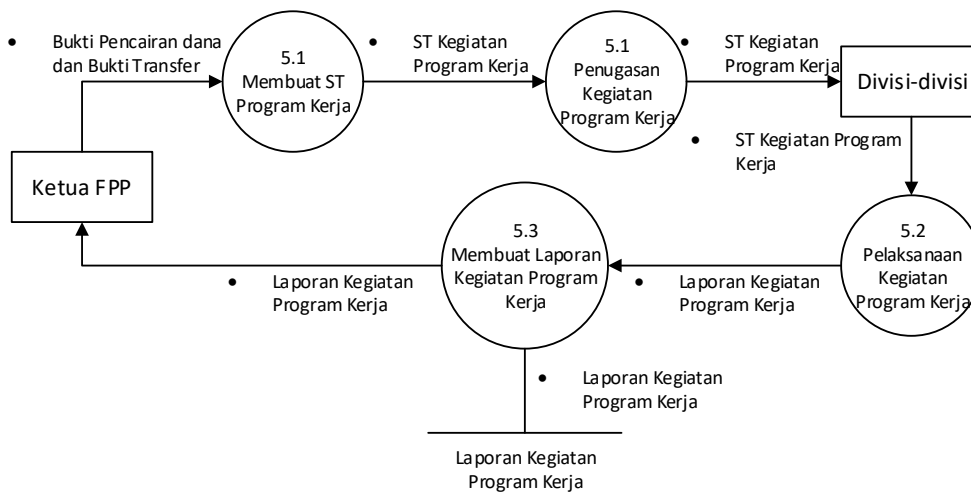 • Bukti Pencairan dana
dan Bukti Transfer
5.1
Membuat ST
Program Kerja
• ST Kegiatan
Program Kerja
5.1
Penugasan
Kegiatan
Program Kerja
• ST Kegiatan
Program Kerja
Divisi-divisi
• ST Kegiatan Program
Kerja
Ketua FPP
5.3
Membuat Laporan
Kegiatan Program
Kerja
5.2
Pelaksanaan
Kegiatan
Program Kerja
• Laporan Kegiatan
Program Kerja
• Laporan Kegiatan
Program Kerja
• Laporan Kegiatan
Program Kerja
Laporan Kegiatan
Program Kerja